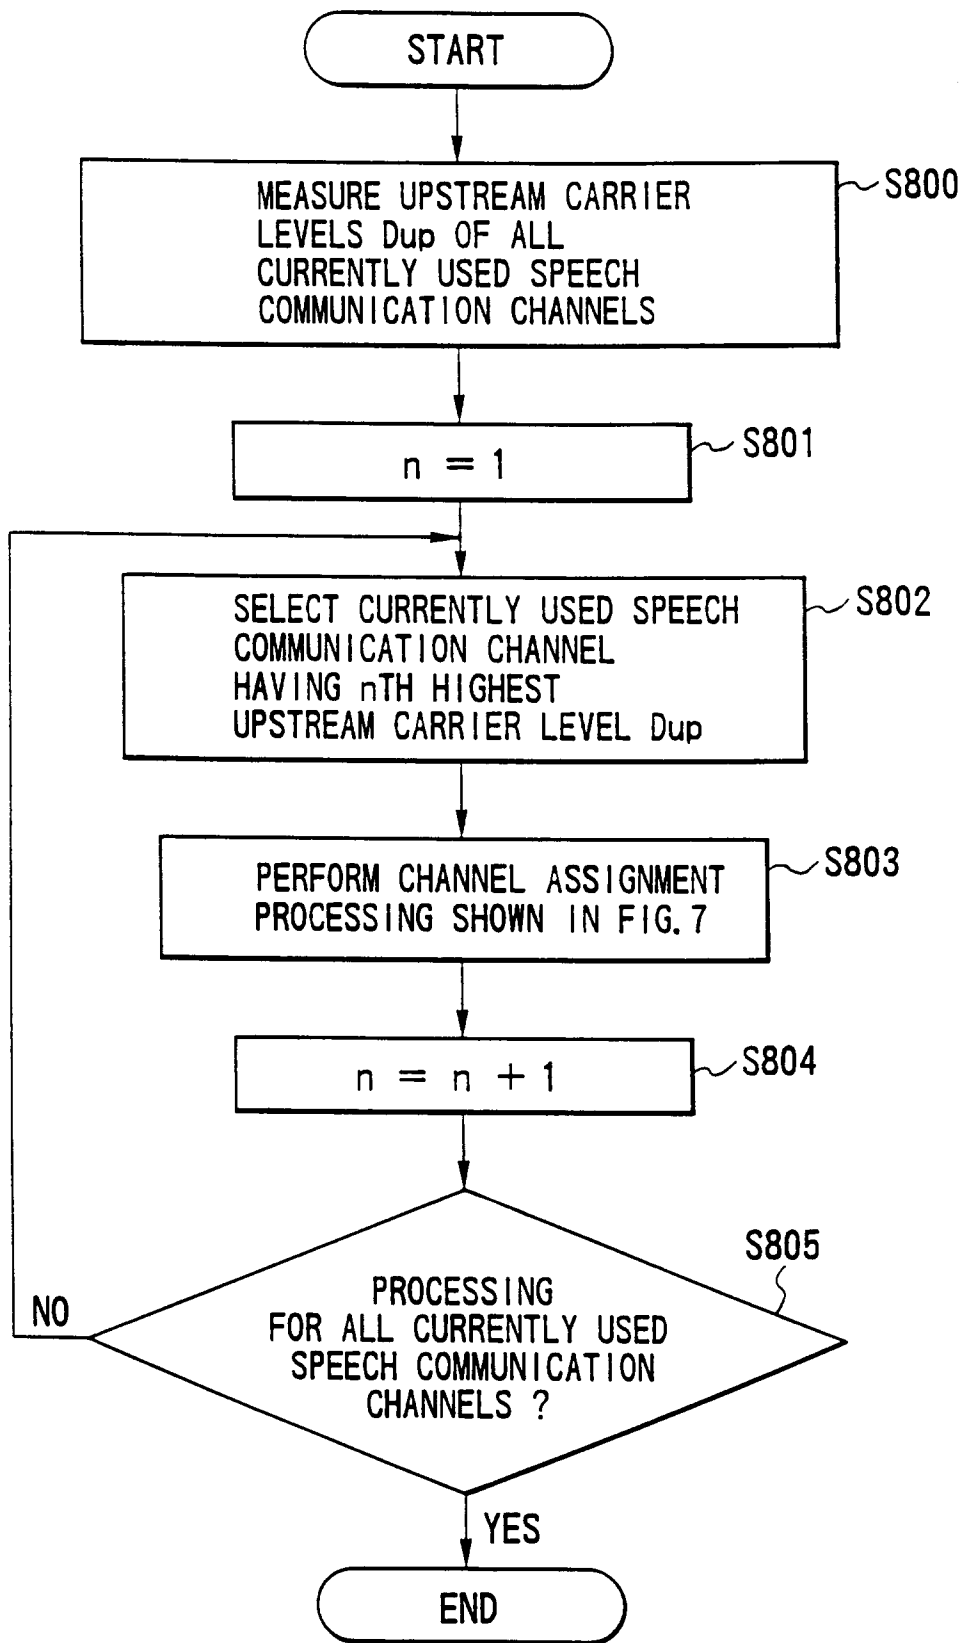 START
S800
MEASURE UPSTREAM CARRIER
LEVELS Dup OF ALL
CURRENTLY USED SPEECH
COMMUNICATION CHANNELS
S801
n = 1
S802
SELECT CURRENTLY USED SPEECH
COMMUNICATION CHANNEL
HAVING nTH HIGHEST
UPSTREAM CARRIER LEVEL Dup
S803
PERFORM CHANNEL ASSIGNMENT
PROCESSING SHOWN IN FIG.7
S804
n = n + 1
S805
PROCESSING
FOR ALL CURRENTLY USED
SPEECH COMMUNICATION
CHANNELS ?
NO
YES
END